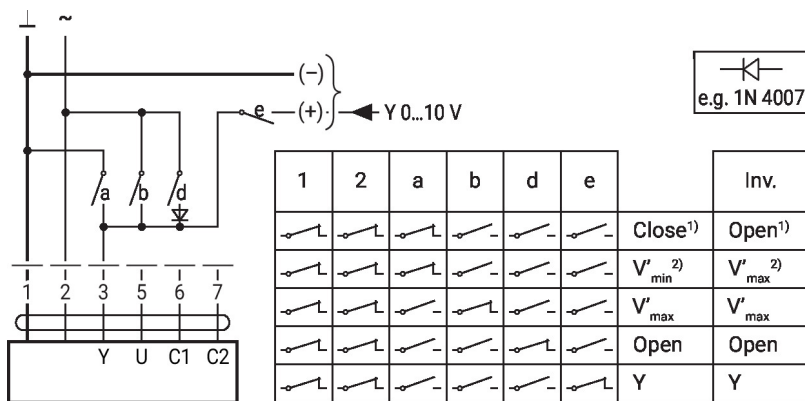 ⊥ ~
(–)
e (+) Y 0...10 V
e.g. 1N 4007
a b d
1 2 3 5 6 7
Y U C1 C2
1 2 a b d e Inv.
Close¹⁾ Open¹⁾
V'min²⁾ V'max²⁾
V'max V'max
Open Open
Y Y